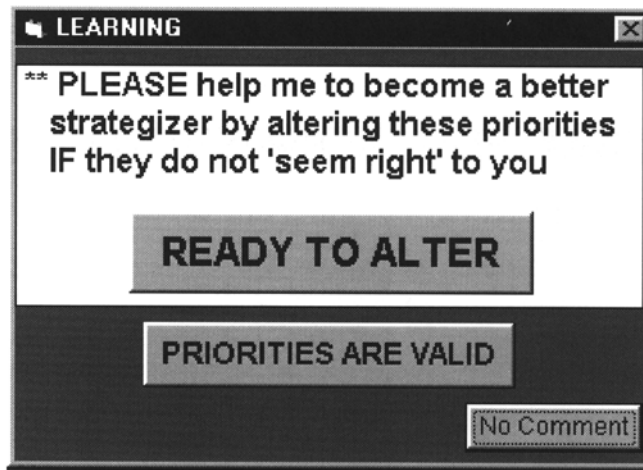 LEARNING
** PLEASE help me to become a better
strategizer by altering these priorities
IF they do not 'seem right' to you
READY TO ALTER
PRIORITIES ARE VALID
No Comment